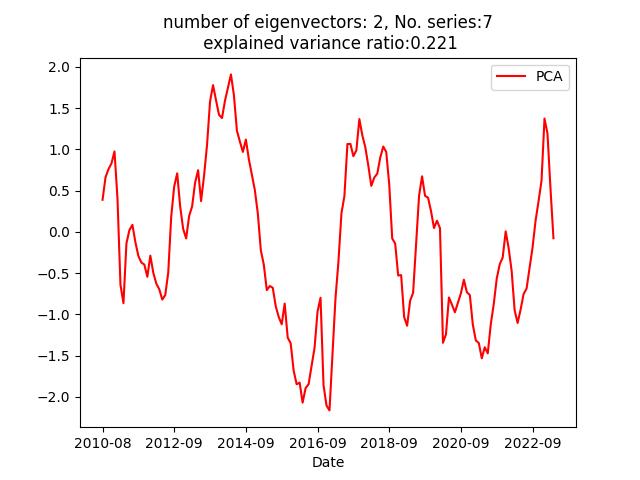 number of eigenvectors: 2, No. series:7
explained variance ratio:0.221
PCA
2.0
1.5
1.0
0.5
0.0
−0.5
−1.0
−1.5
−2.0
2010-08 2012-09 2014-09 2016-09 2018-09 2020-09 2022-09
Date